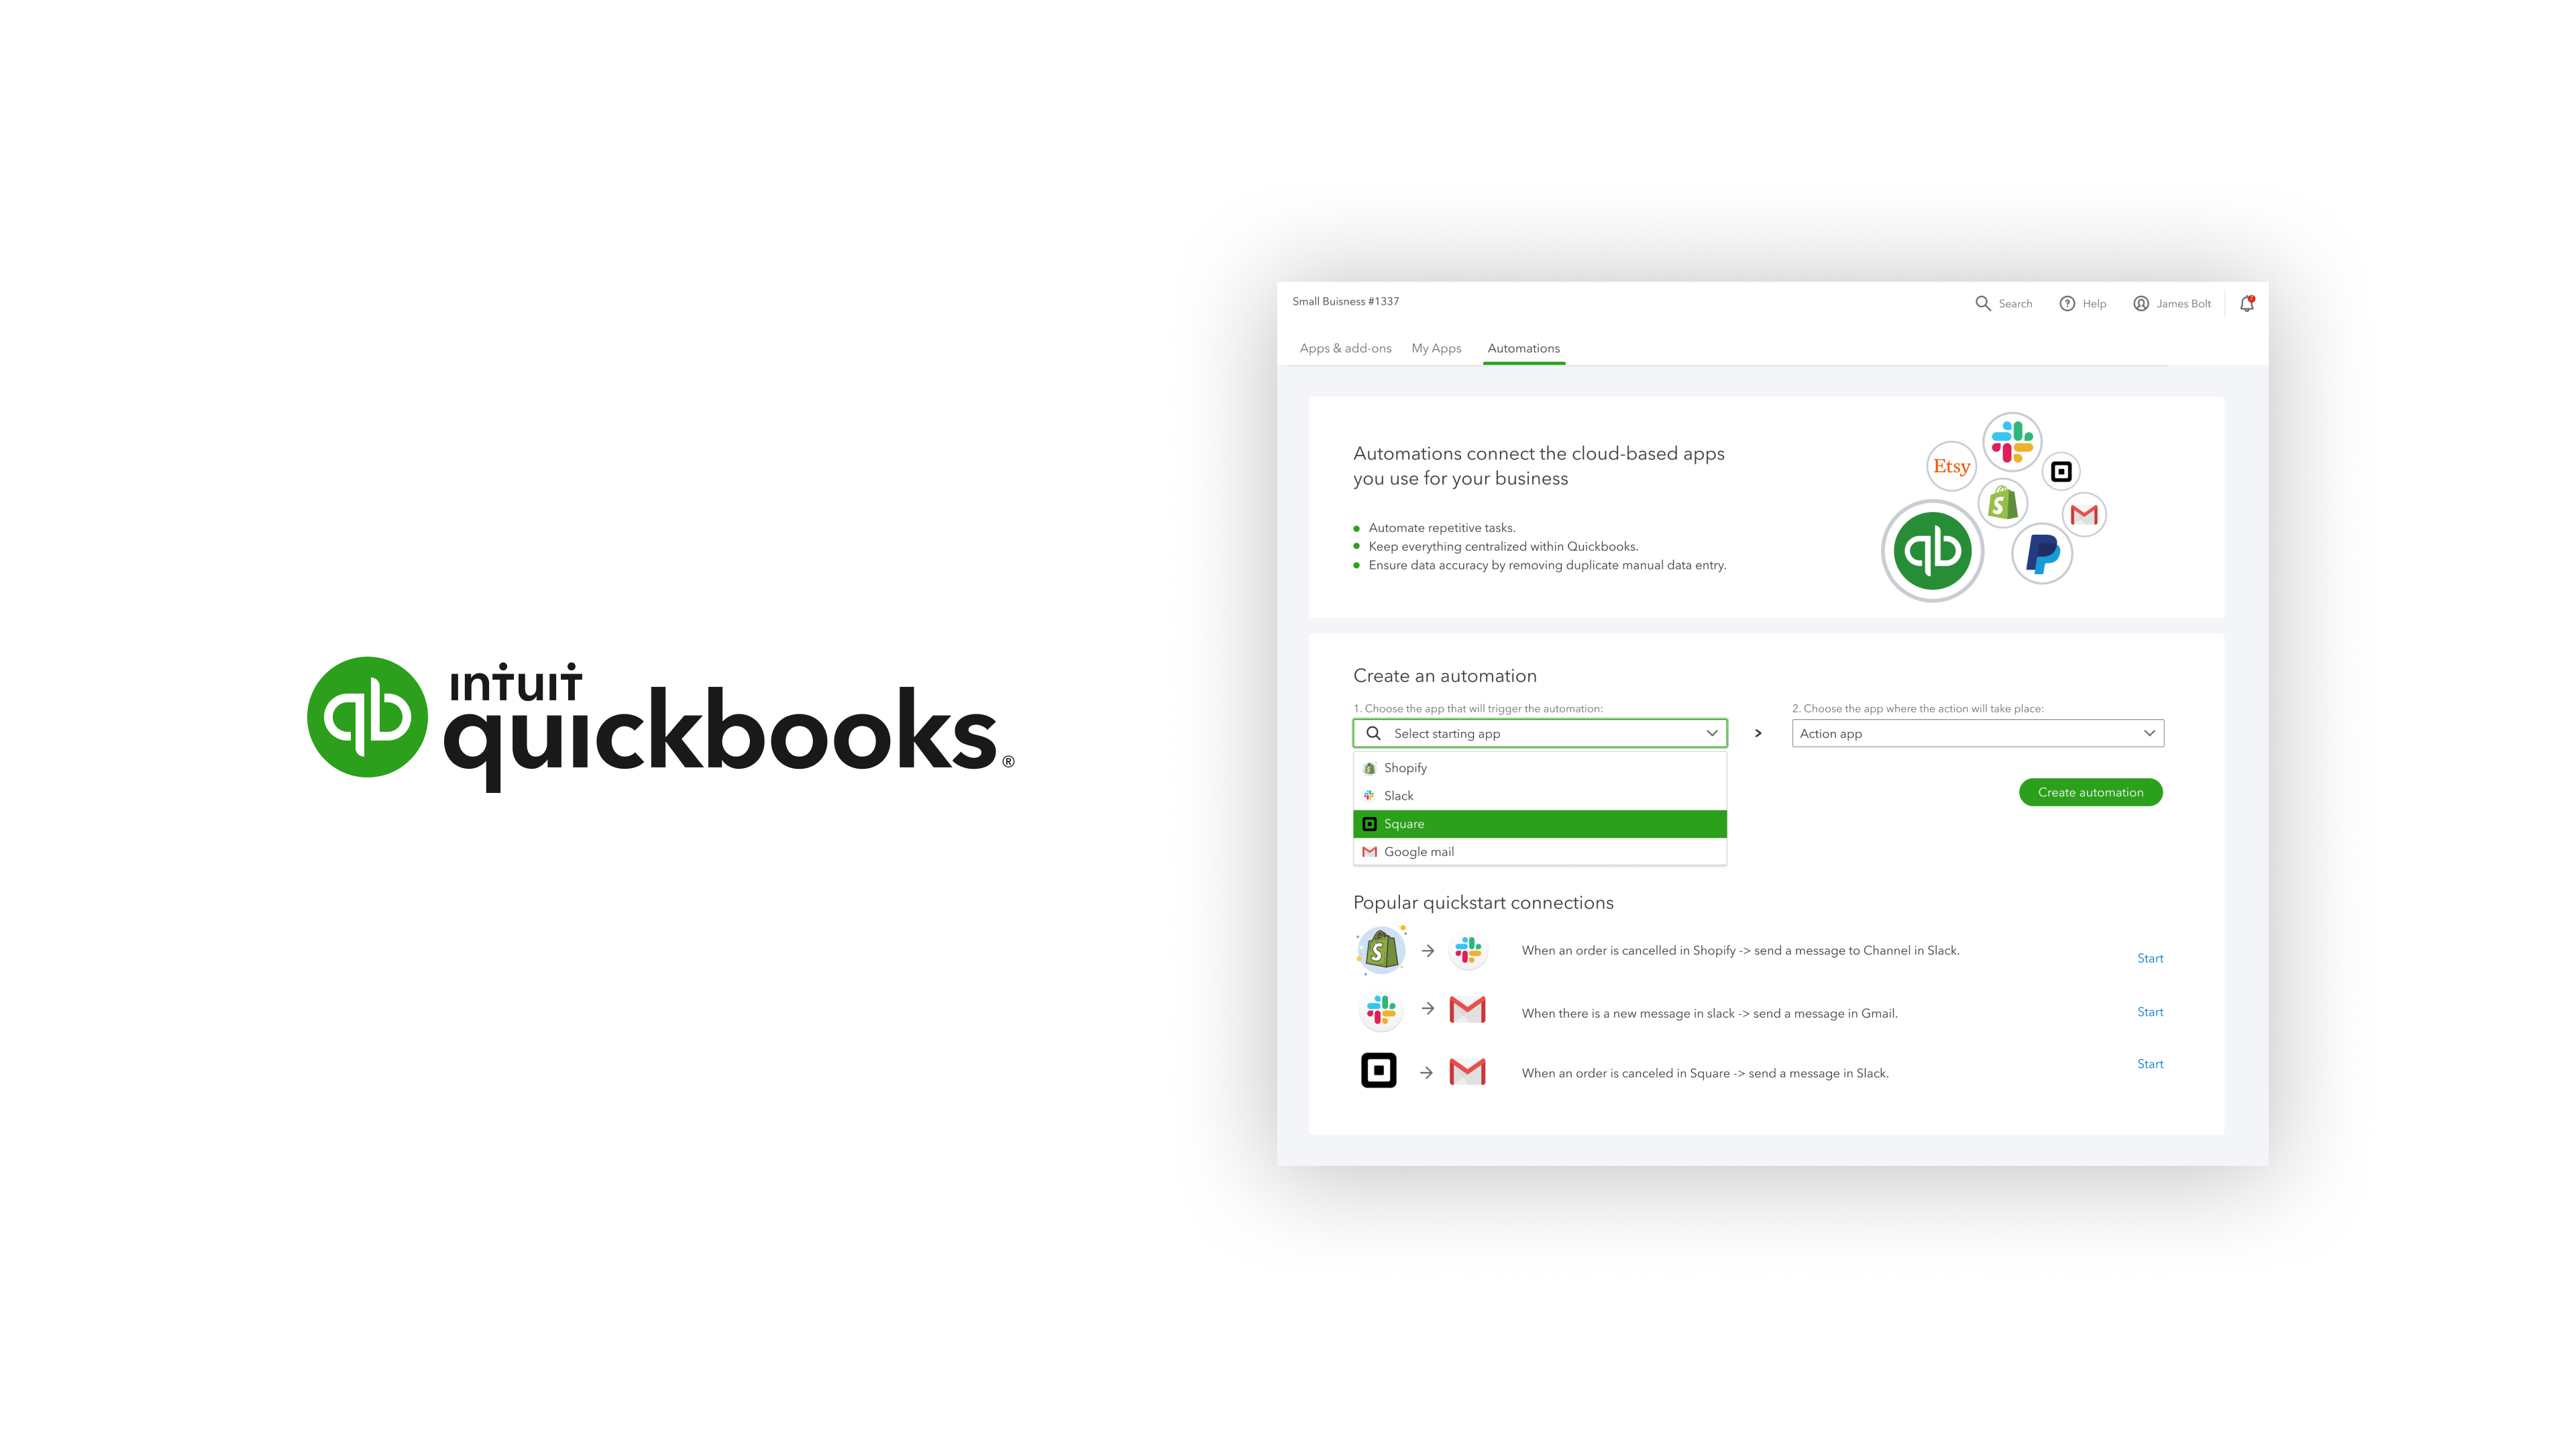 intuit
quickbooks®
Small Buisness #1337
Search
Help
James Bolt
Apps & add-ons
My Apps
Automations
Automations connect the cloud-based apps
you use for your business
Automate repetitive tasks.
Keep everything centralized within Quickbooks.
Ensure data accuracy by removing duplicate manual data entry.
Etsy
Create an automation
1. Choose the app that will trigger the automation:
Select starting app
Shopify
Slack
Square
Google mail
2. Choose the app where the action will take place:
Action app
Create automation
Popular quickstart connections
When an order is cancelled in Shopify -> send a message to Channel in Slack.
Start
When there is a new message in slack -> send a message in Gmail.
Start
When an order is canceled in Square -> send a message in Slack.
Start